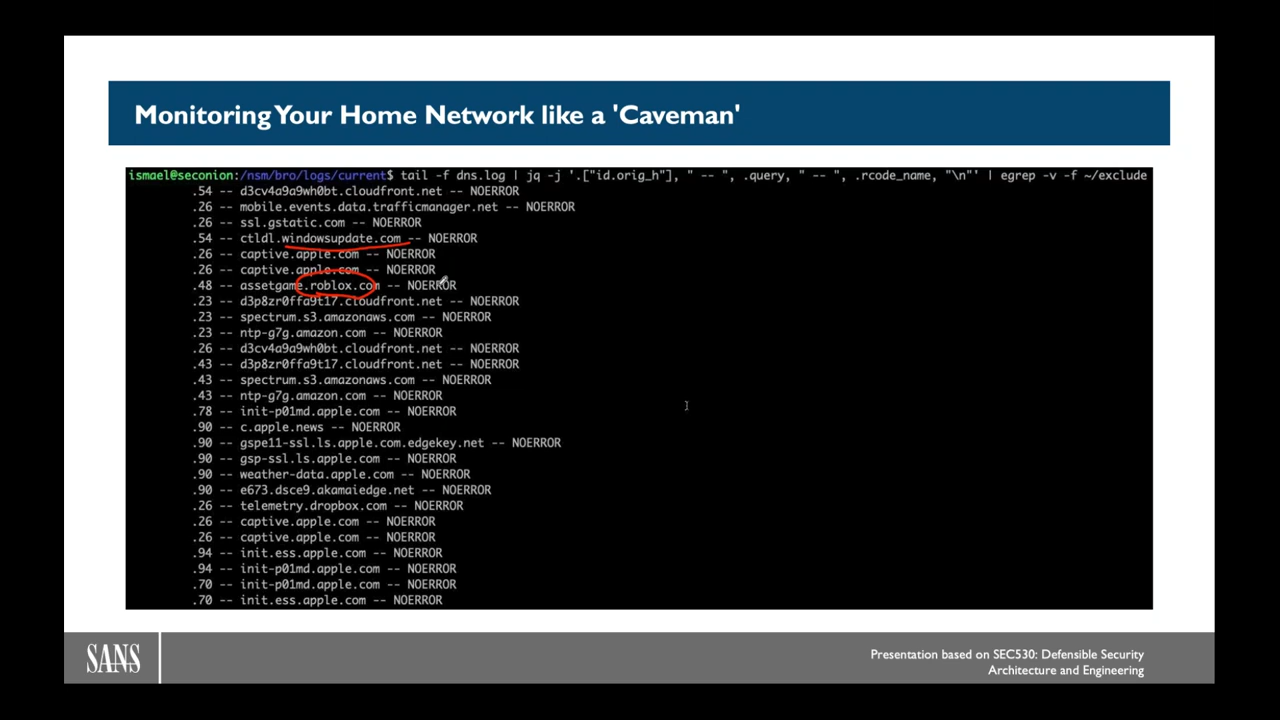 Monitoring Your Home Network like a 'Caveman'
ismael@seconion:/nsm/bro/logs/current$ tail -f dns.log | jq -j '.["id.orig_h"], " -- ", .query, " -- ", .rcode_name, "\n"' | egrep -v -f ~/exclude
.54 -- d3cv4a9a9wh0bt.cloudfront.net -- NOERROR
.26 -- mobile.events.data.trafficmanager.net -- NOERROR
.26 -- ssl.gstatic.com -- NOERROR
.54 -- ctldl.windowsupdate.com -- NOERROR
.26 -- captive.apple.com -- NOERROR
.26 -- captive.apple.com -- NOERROR
.48 -- assetgame.roblox.com -- NOERROR
.23 -- d3p8zr0ffa9t17.cloudfront.net -- NOERROR
.23 -- spectrum.s3.amazonaws.com -- NOERROR
.23 -- ntp-g7g.amazon.com -- NOERROR
.26 -- d3cv4a9a9wh0bt.cloudfront.net -- NOERROR
.43 -- d3p8zr0ffa9t17.cloudfront.net -- NOERROR
.43 -- spectrum.s3.amazonaws.com -- NOERROR
.43 -- ntp-g7g.amazon.com -- NOERROR
.78 -- init-p01md.apple.com -- NOERROR
.90 -- c.apple.news -- NOERROR
.90 -- gspe11-ssl.ls.apple.com.edgekey.net -- NOERROR
.90 -- gsp-ssl.ls.apple.com -- NOERROR
.90 -- weather-data.apple.com -- NOERROR
.90 -- e673.dsce9.akamaiedge.net -- NOERROR
.26 -- telemetry.dropbox.com -- NOERROR
.26 -- captive.apple.com -- NOERROR
.26 -- captive.apple.com -- NOERROR
.94 -- init.ess.apple.com -- NOERROR
.94 -- init-p01md.apple.com -- NOERROR
.70 -- init-p01md.apple.com -- NOERROR
.70 -- init.ess.apple.com -- NOERROR
SANS
Presentation based on SEC530: Defensible Security
Architecture and Engineering